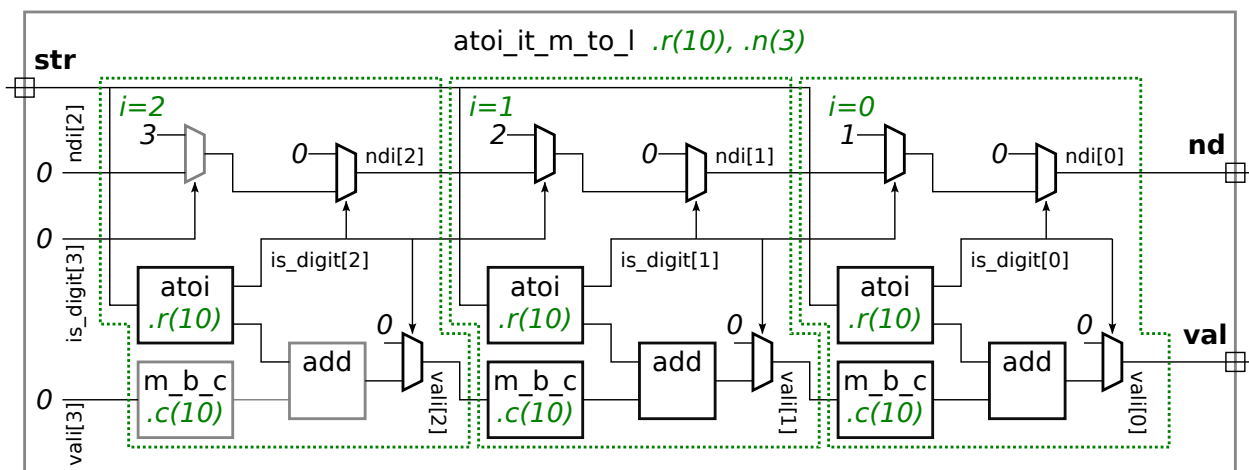 atoi_it_m_to_l .r(10), .n(3)
str
i=2
i=1
i=0
ndi[2]
3
2
1
0
0
0
ndi[2]
ndi[1]
ndi[0]
nd
0
0
is_digit[3]
is_digit[2]
is_digit[1]
is_digit[0]
atoi
.r(10)
atoi
.r(10)
atoi
.r(10)
0
0
0
val
add
add
add
m_b_c
.c(10)
m_b_c
.c(10)
m_b_c
.c(10)
0
vali[3]
vali[2]
vali[1]
vali[0]